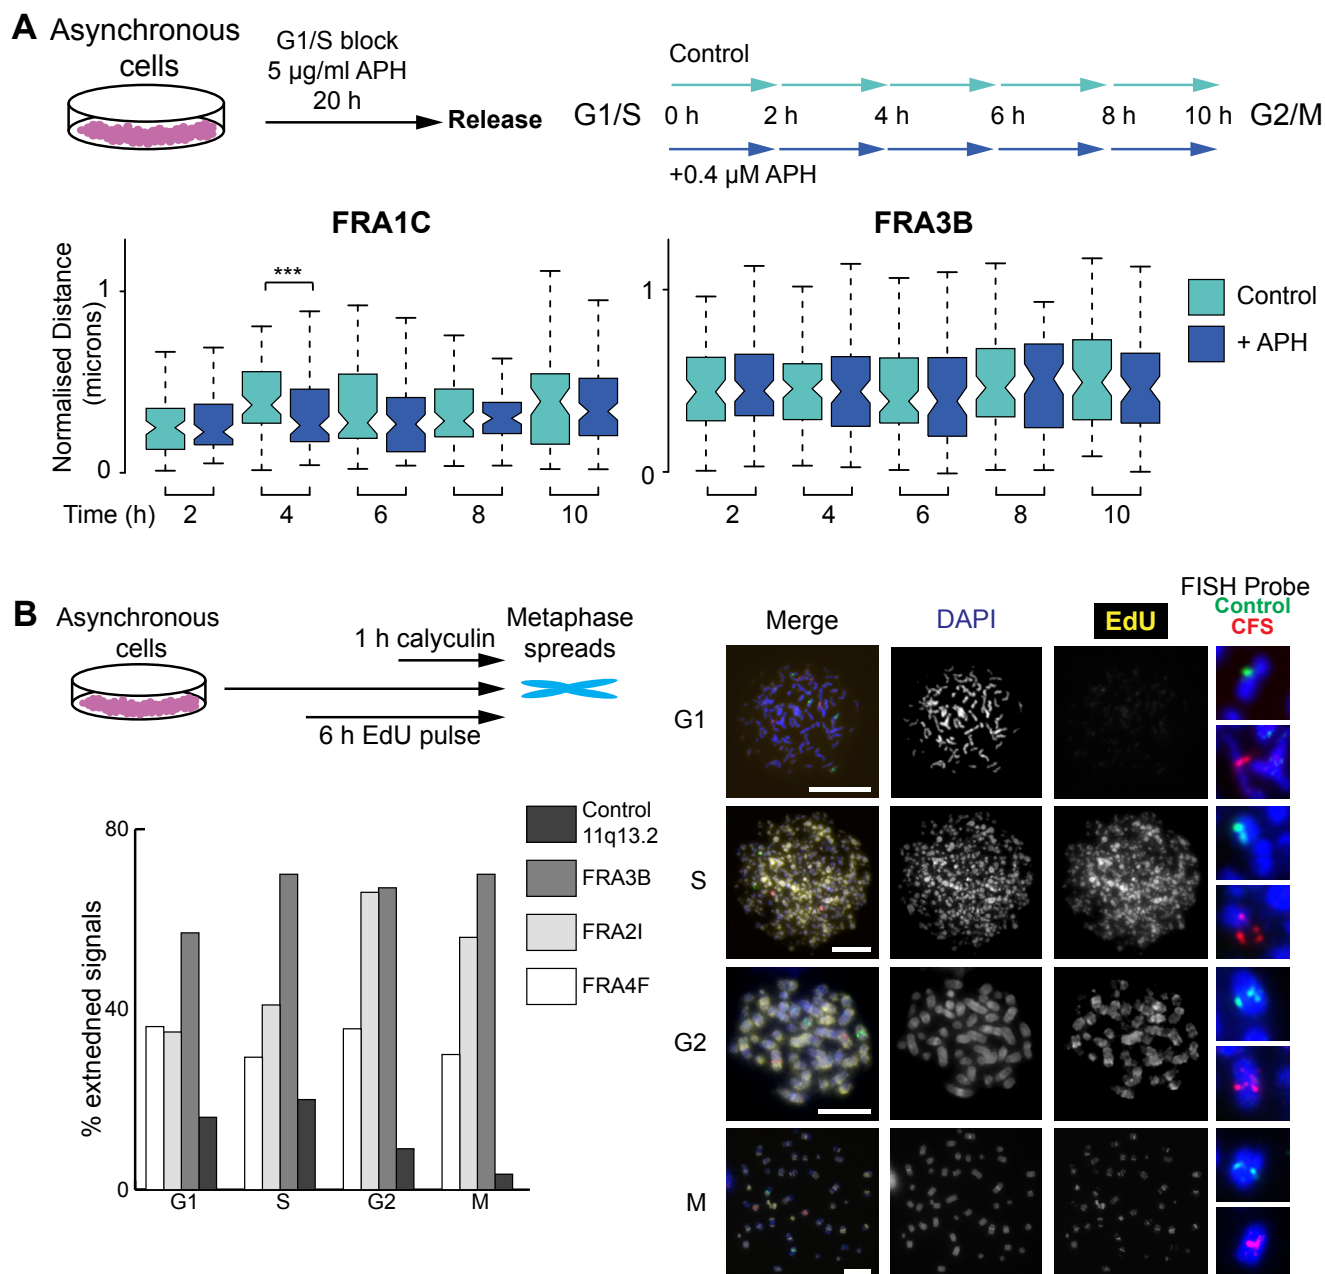 A
Asynchronous
cells
G1/S block
5 µg/ml APH
20 h
Release
Control
G1/S
0 h
2 h
4 h
6 h
8 h
10 h
G2/M
+0.4 µM APH
FRA1C
FRA3B
Normalised Distance
(microns)
1
0
***
1
0
Control
+ APH
Time (h)
2
4
6
8
10
2
4
6
8
10
B
Asynchronous
cells
1 h calyculin
Metaphase
spreads
6 h EdU pulse
80
40
0
% extnedned signals
G1
S
G2
M
Control
11q13.2
FRA3B
FRA2I
FRA4F
Merge
DAPI
EdU
FISH Probe
Control
CFS
G1
S
G2
M